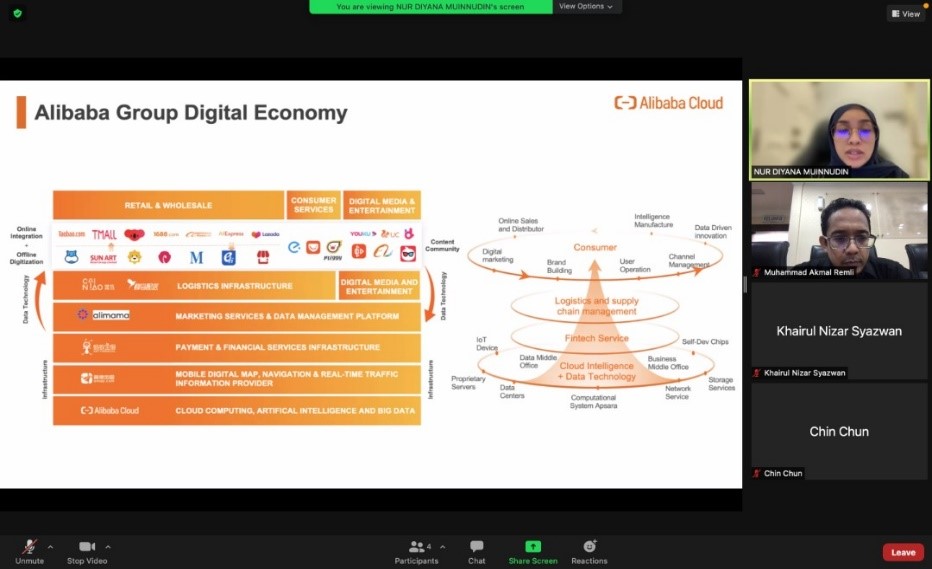 You are viewing NUR DIYANA MUINNUDIN's screen
View Options
View
Alibaba Group Digital Economy
Alibaba Cloud
RETAIL & WHOLESALE
CONSUMER
SERVICES
DIGITAL MEDIA &
ENTERTAINMENT
Online
Integration
+
Offline
Digitization
Taobao.com
TMALL
1688.com
AliExpress
Lazada
YOUKU
UC
SUN ART
Content
Community
Data Technology
LOGISTICS INFRASTRUCTURE
DIGITAL MEDIA AND
ENTERTAINMENT
Data Technology
alimama
MARKETING SERVICES & DATA MANAGEMENT PLATFORM
PAYMENT & FINANCIAL SERVICES INFRASTRUCTURE
Infrastructure
MOBILE DIGITAL MAP, NAVIGATION & REAL-TIME TRAFFIC
INFORMATION PROVIDER
Infrastructure
Alibaba Cloud
CLOUD COMPUTING, ARTIFICAL INTELLIGENCE AND BIG DATA
Online Sales
and Distributor
Intelligence
Manufacture
Data Driven
innovation
Consumer
Digital
marketing
Brand
Building
User
Operation
Channel
Management
Logistics and supply
chain management
Fintech Service
IoT
Device
Self-Dev Chips
Data Middle
Office
Business
Middle Office
Cloud Intelligence
+ Data Technology
Proprietary
Servers
Data
Centers
Computational
System Apsara
Network
Service
Storage
Services
NUR DIYANA MUINNUDIN
Muhammad Akmal Remli
Khairul Nizar Syazwan
Khairul Nizar Syazwan
Chin Chun
Chin Chun
Unmute
Stop Video
Participants
4
Chat
Share Screen
Reactions
Leave